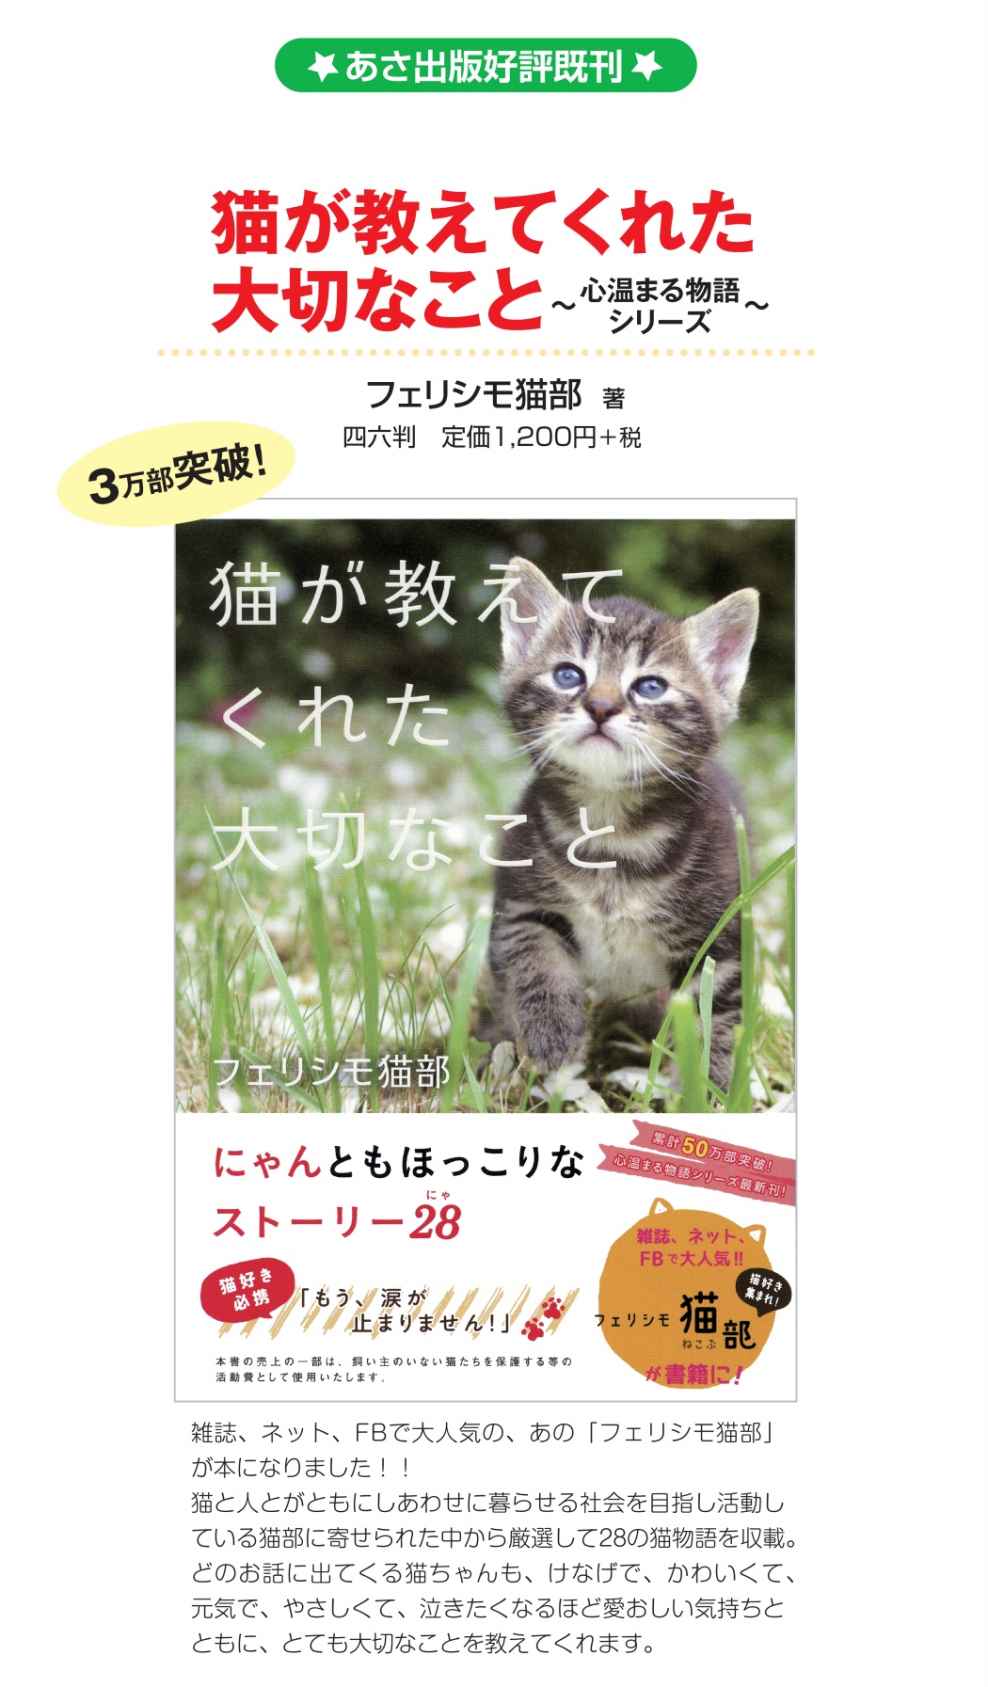 ★あさ出版好評既刊★
猫が教えてくれた
大切なこと
～心温まる物語～
シリーズ
フェリシモ猫部 著
四六判 定価1,200円＋税
3万部突破！
猫が教えて
くれた
大切なこと
フェリシモ猫部
にゃんともほっこりな
にゃ
ストーリー28
累計50万部突破！
心温まる物語シリーズ最新刊！
雑誌、ネット、
FBで大人気！！
猫好き
集まれ！
フェリシモ猫部
ねこぶ
が書籍に！
猫好き
必携
「もう、涙が
止まりません！」
本書の売上の一部は、飼い主のいない猫たちを保護する等の
活動費として使用いたします。
雑誌、ネット、FBで大人気の、あの「フェリシモ猫部」
が本になりました！！
猫と人とがともにしあわせに暮らせる社会を目指し活動し
ている猫部に寄せられた中から厳選して28の猫物語を収載。
どのお話に出てくる猫ちゃんも、けなげで、かわいくて、
元気で、やさしくて、泣きたくなるほど愛おしい気持ちと
ともに、とても大切なことを教えてくれます。